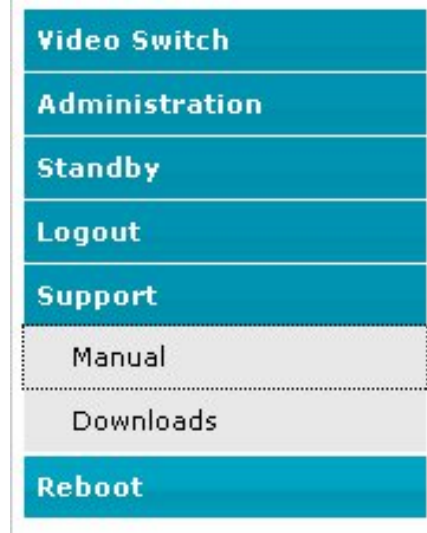 Video Switch
Administration
Standby
Logout
Support
Manual
Downloads
Reboot